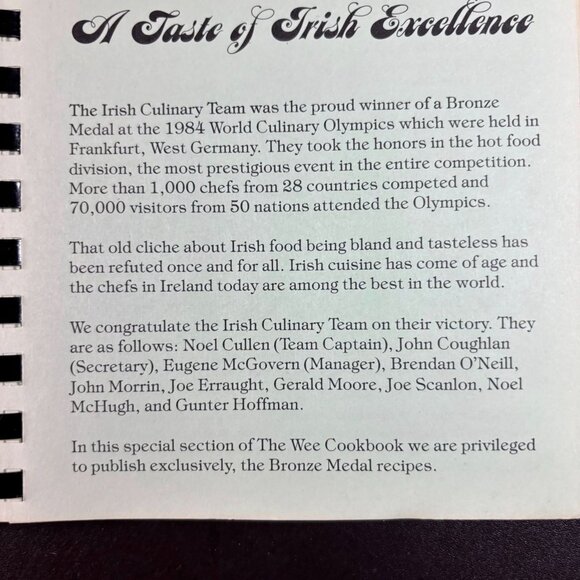 A Taste of Irish Excellence
The Irish Culinary Team was the proud winner of a Bronze
Medal at the 1984 World Culinary Olympics which were held in
Frankfurt, West Germany. They took the honors in the hot food
division, the most prestigious event in the entire competition.
More than 1,000 chefs from 28 countries competed and
70,000 visitors from 50 nations attended the Olympics.
That old cliche about Irish food being bland and tasteless has
been refuted once and for all. Irish cuisine has come of age and
the chefs in Ireland today are among the best in the world.
We congratulate the Irish Culinary Team on their victory. They
are as follows: Noel Cullen (Team Captain), John Coughlan
(Secretary), Eugene McGovern (Manager), Brendan O'Neill,
John Morrin, Joe Erraught, Gerald Moore, Joe Scanlon, Noel
McHugh, and Gunter Hoffman.
In this special section of The Wee Cookbook we are privileged
to publish exclusively, the Bronze Medal recipes.